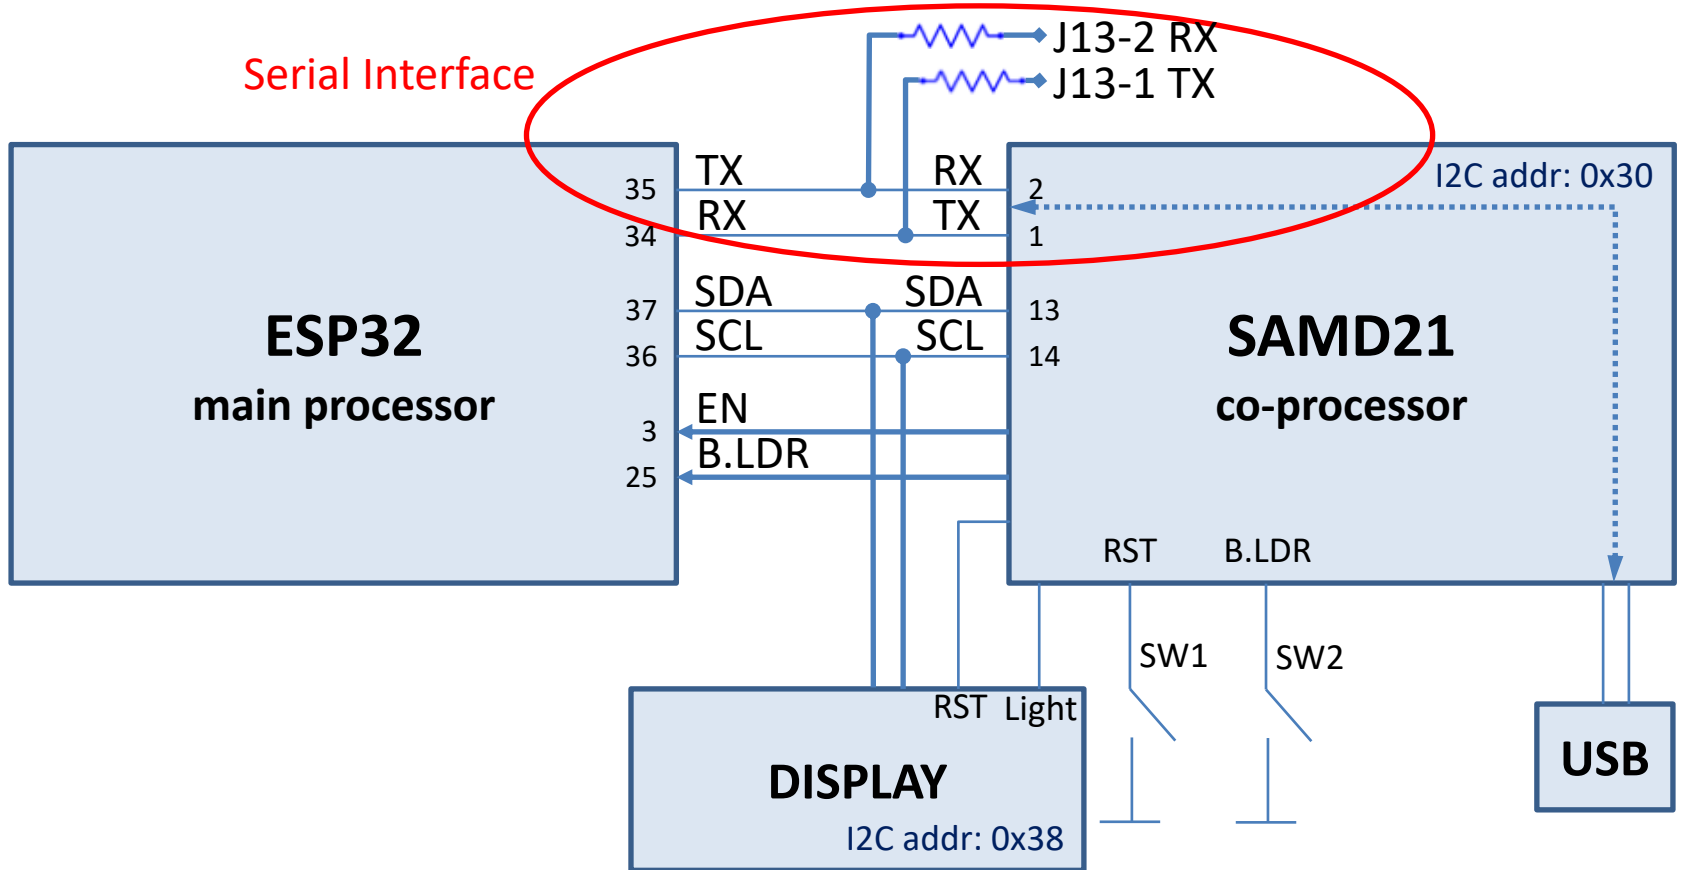 J13-2 RX
Serial Interface
J13-1 TX
TX RX
35 2
I2C addr: 0x30
RX TX
34 1
SDA SDA
37 13
ESP32
SAMD21
SCL SCL
36 14
main processor
co-processor
EN
3
B.LDR
25
RST B.LDR
SW1 SW2
RST Light
DISPLAY
USB
I2C addr: 0x38